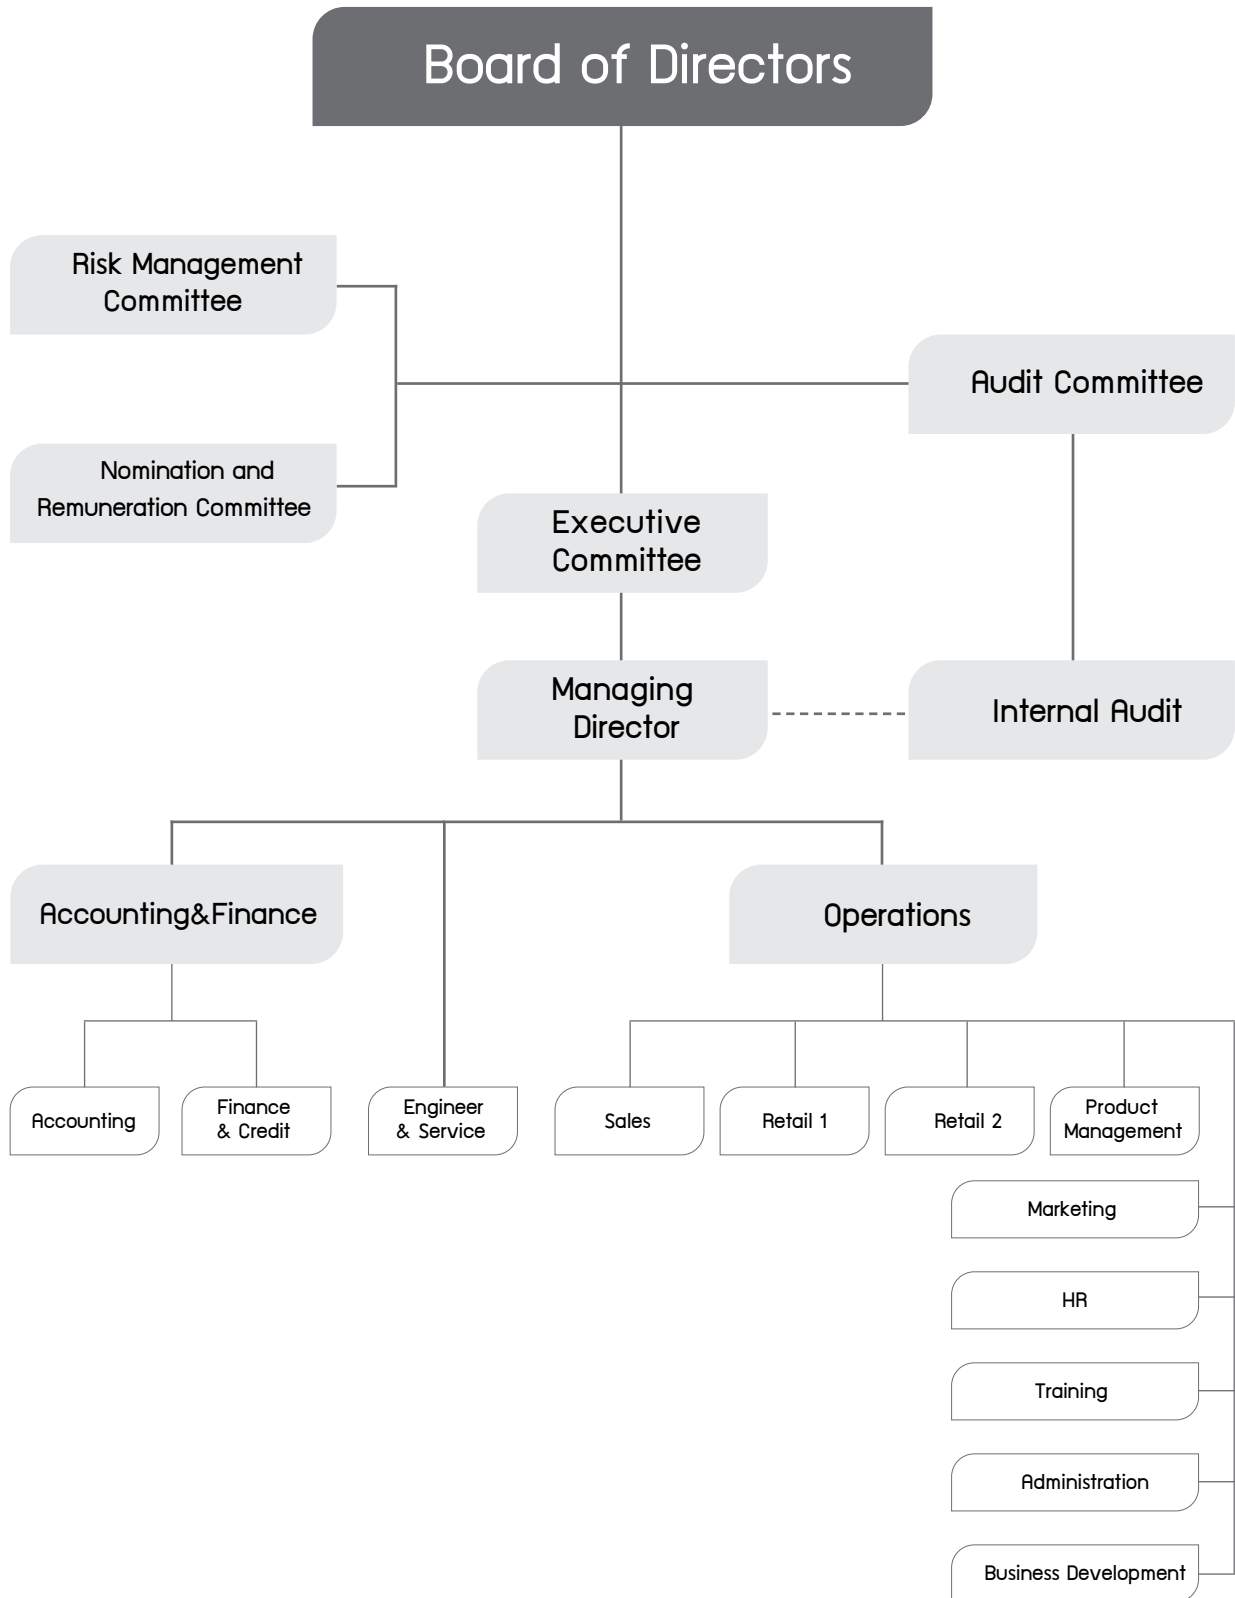 Board of Directors
Risk Management
Committee
Audit Committee
Nomination and
Remuneration Committee
Executive
Committee
Managing
Director
Internal Audit
Accounting&Finance
Operations
Accounting
Finance
& Credit
Engineer
& Service
Sales
Retail 1
Retail 2
Product
Management
Marketing
HR
Training
Administration
Business Development